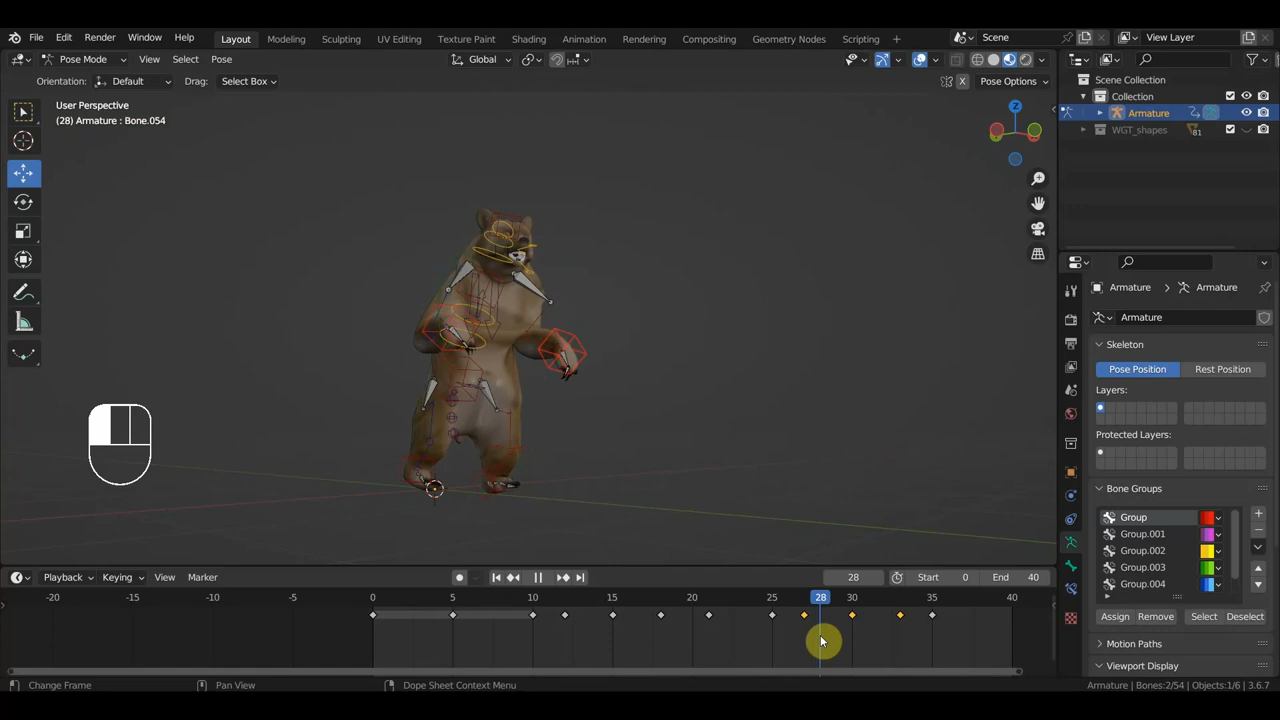 File Edit Render Window Help Layout Modeling Sculpting UV Editing Texture Paint Shading Animation Rendering Compositing Geometry Nodes Scripting + Scene View Layer
Pose Mode View Select Pose Global Pose Options
Orientation: Default Drag: Select Box X Pose Options
User Perspective
(28) Armature : Bone.054
Z
Scene Collection
Collection
Armature
WGT_shapes 81
Armature > Armature
Armature
Skeleton
Pose Position Rest Position
Layers:
Protected Layers:
Bone Groups
Group
Group.001
Group.002
Group.003
Group.004
Assign Remove Select Deselect
Motion Paths
Viewport Display
Playback Keying View Marker 28 Start 0 End 40
-20 -15 -10 -5 0 5 10 15 20 25 28 30 35 40
Change Frame Pan View Dope Sheet Context Menu Armature | Bones:2/54 | Objects:1/6 | 3.6.7